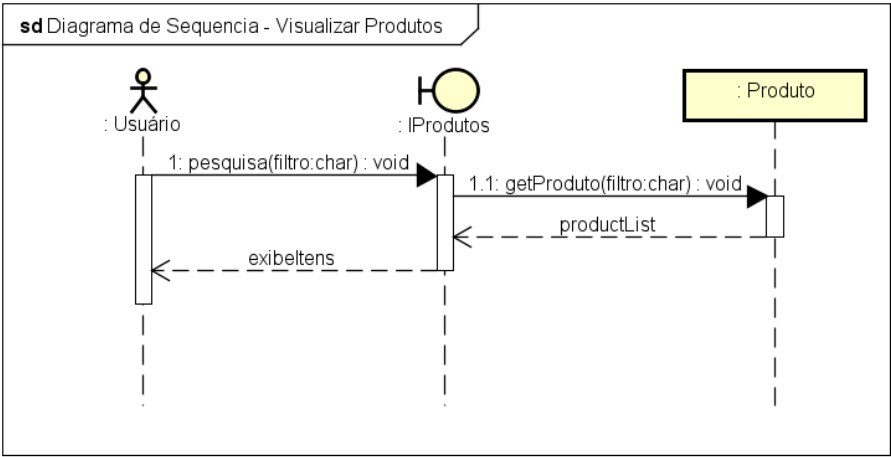 sd Diagrama de Sequencia - Visualizar Produtos
: Usuário
: IProdutos
: Produto
1: pesquisa(filtro:char) : void
1.1: getProduto(filtro:char) : void
productList
exibeItens